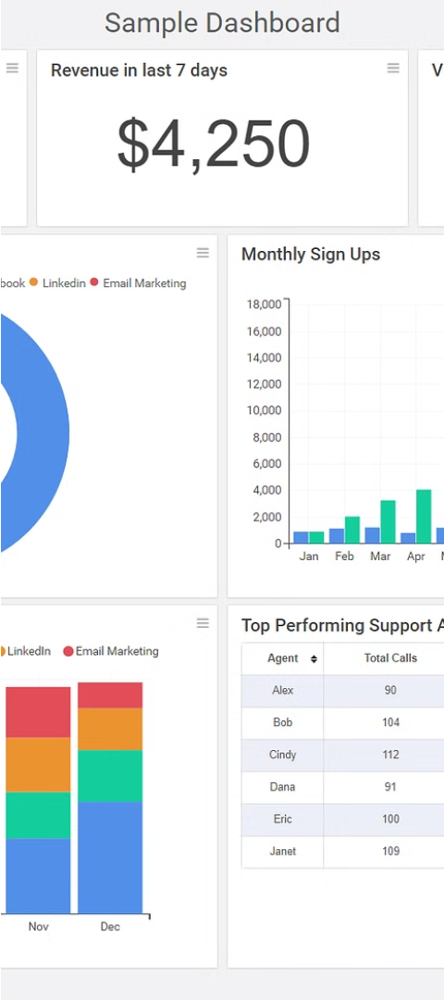 Sample Dashboard
Revenue in last 7 days
V
$4,250
book Linkedin Email Marketing
Monthly Sign Ups
18,000
16,000
14,000
12,000
10,000
8,000
6,000
4,000
2,000
0
Jan Feb Mar Apr
LinkedIn Email Marketing
Nov Dec
Top Performing Support A
Agent Total Calls
Alex 90
Bob 104
Cindy 112
Dana 91
Eric 100
Janet 109